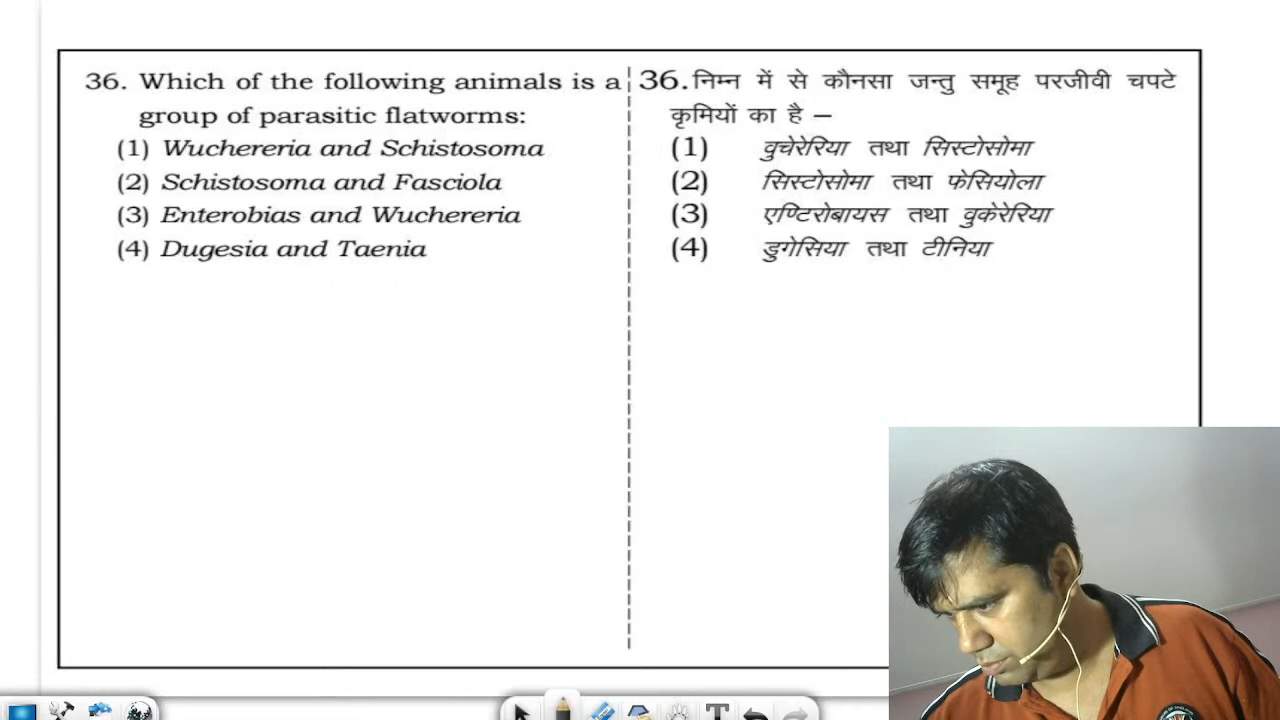 36. Which of the following animals is a
group of parasitic flatworms:
(1) Wuchereria and Schistosoma
(2) Schistosoma and Fasciola
(3) Enterobias and Wuchereria
(4) Dugesia and Taenia
36. निम्न में से कौनसा जन्तु समूह परजीवी चपटे
कृमियों का है –
(1) वुचेरेरिया तथा सिस्टोसोमा
(2) सिस्टोसोमा तथा फेसियोला
(3) एण्टिरोबायस तथा वुकेरेरिया
(4) डुगेसिया तथा टीनिया